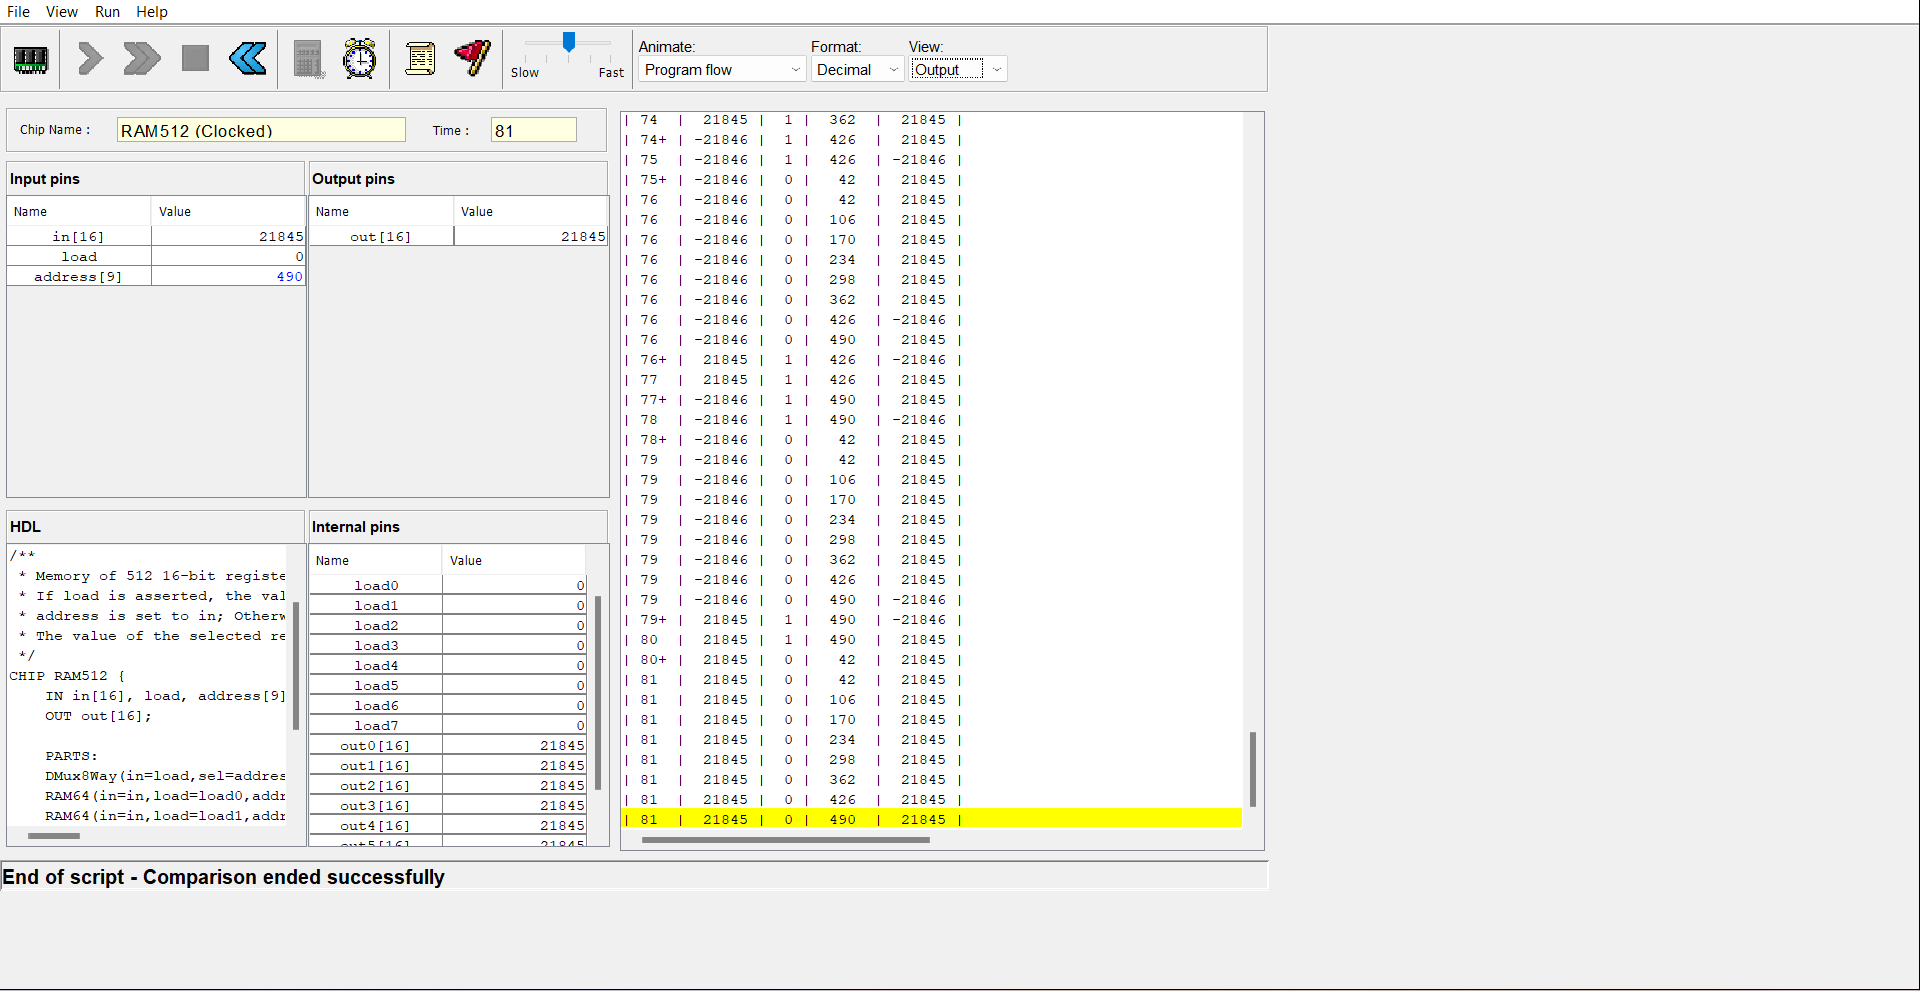 File View Run Help
Animate: Format: View:
Slow Fast Program flow Decimal Output
Chip Name : RAM512 (Clocked) Time : 81
Input pins
Name Value
in[16] 21845
load 0
address[9] 490
Output pins
Name Value
out[16] 21845
HDL
/**
* Memory of 512 16-bit registe
* If load is asserted, the val
* address is set to in; Otherw
* The value of the selected re
*/
CHIP RAM512 {
IN in[16], load, address[9]
OUT out[16];
PARTS:
DMux8Way(in=load,sel=addres
RAM64(in=in,load=load0,addr
RAM64(in=in,load=load1,addr
Internal pins
Name Value
load0 0
load1 0
load2 0
load3 0
load4 0
load5 0
load6 0
load7 0
out0[16] 21845
out1[16] 21845
out2[16] 21845
out3[16] 21845
out4[16] 21845
out5[16] 21845
| 74 | 21845 | 1 | 362 | 21845 |
| 74+ | -21846 | 1 | 426 | 21845 |
| 75 | -21846 | 1 | 426 | -21846 |
| 75+ | -21846 | 0 | 42 | 21845 |
| 76 | -21846 | 0 | 42 | 21845 |
| 76 | -21846 | 0 | 106 | 21845 |
| 76 | -21846 | 0 | 170 | 21845 |
| 76 | -21846 | 0 | 234 | 21845 |
| 76 | -21846 | 0 | 298 | 21845 |
| 76 | -21846 | 0 | 362 | 21845 |
| 76 | -21846 | 0 | 426 | -21846 |
| 76 | -21846 | 0 | 490 | 21845 |
| 76+ | 21845 | 1 | 426 | -21846 |
| 77 | 21845 | 1 | 426 | 21845 |
| 77+ | -21846 | 1 | 490 | 21845 |
| 78 | -21846 | 1 | 490 | -21846 |
| 78+ | -21846 | 0 | 42 | 21845 |
| 79 | -21846 | 0 | 42 | 21845 |
| 79 | -21846 | 0 | 106 | 21845 |
| 79 | -21846 | 0 | 170 | 21845 |
| 79 | -21846 | 0 | 234 | 21845 |
| 79 | -21846 | 0 | 298 | 21845 |
| 79 | -21846 | 0 | 362 | 21845 |
| 79 | -21846 | 0 | 426 | 21845 |
| 79 | -21846 | 0 | 490 | -21846 |
| 79+ | 21845 | 1 | 490 | -21846 |
| 80 | 21845 | 1 | 490 | 21845 |
| 80+ | 21845 | 0 | 42 | 21845 |
| 81 | 21845 | 0 | 42 | 21845 |
| 81 | 21845 | 0 | 106 | 21845 |
| 81 | 21845 | 0 | 170 | 21845 |
| 81 | 21845 | 0 | 234 | 21845 |
| 81 | 21845 | 0 | 298 | 21845 |
| 81 | 21845 | 0 | 362 | 21845 |
| 81 | 21845 | 0 | 426 | 21845 |
| 81 | 21845 | 0 | 490 | 21845 |
End of script - Comparison ended successfully